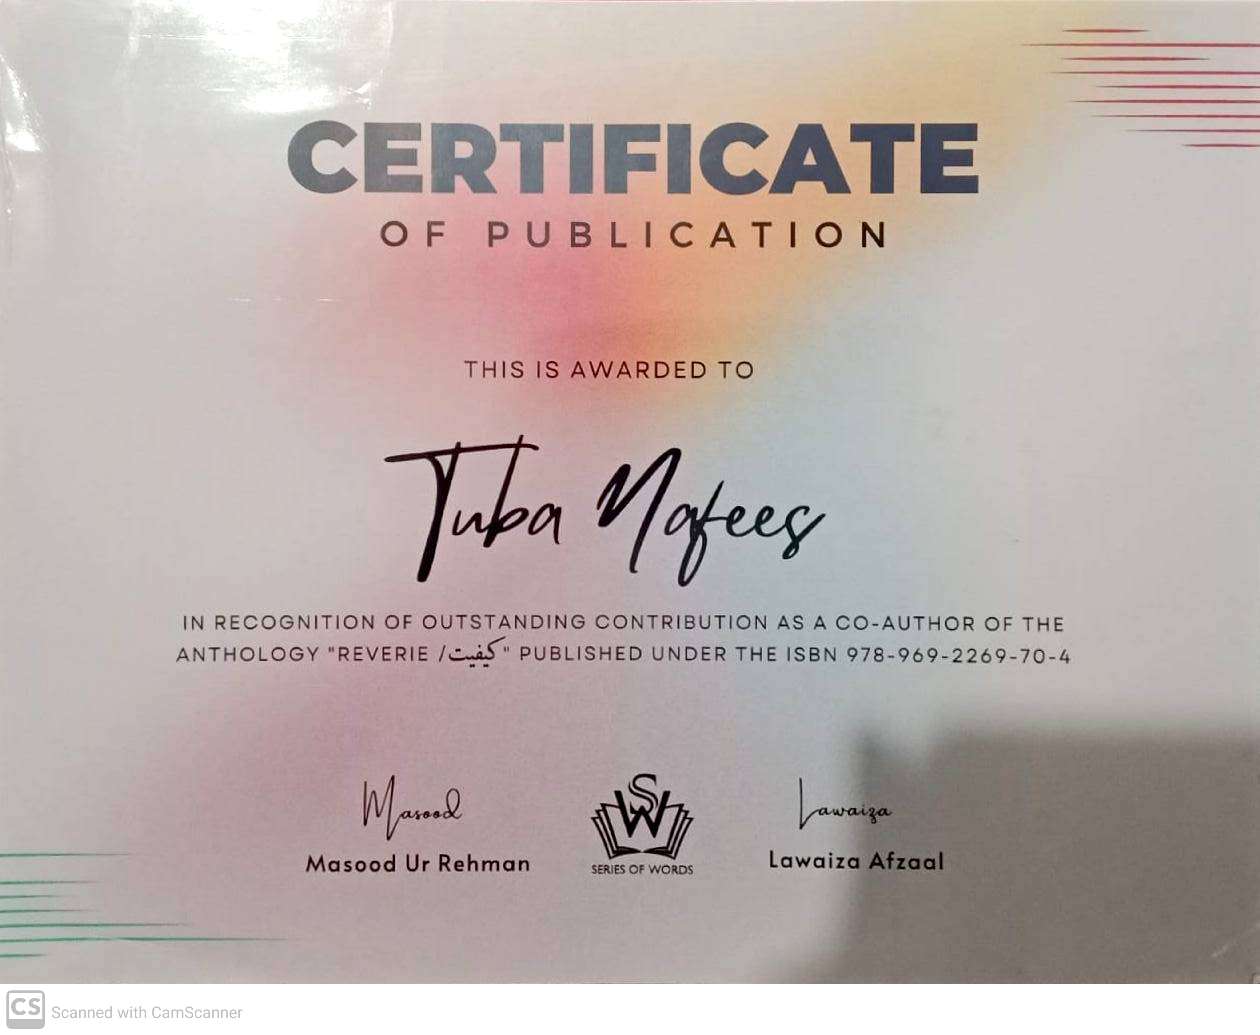 CERTIFICATE
OF PUBLICATION
THIS IS AWARDED TO
Tuba Nafees
IN RECOGNITION OF OUTSTANDING CONTRIBUTION AS A CO-AUTHOR OF THE
ANTHOLOGY "REVERIE /کیفیت" PUBLISHED UNDER THE ISBN 978-969-2269-70-4
Masood
Masood Ur Rehman
SW
SERIES OF WORDS
Lawaiza
Lawaiza Afzaal
CS Scanned with CamScanner